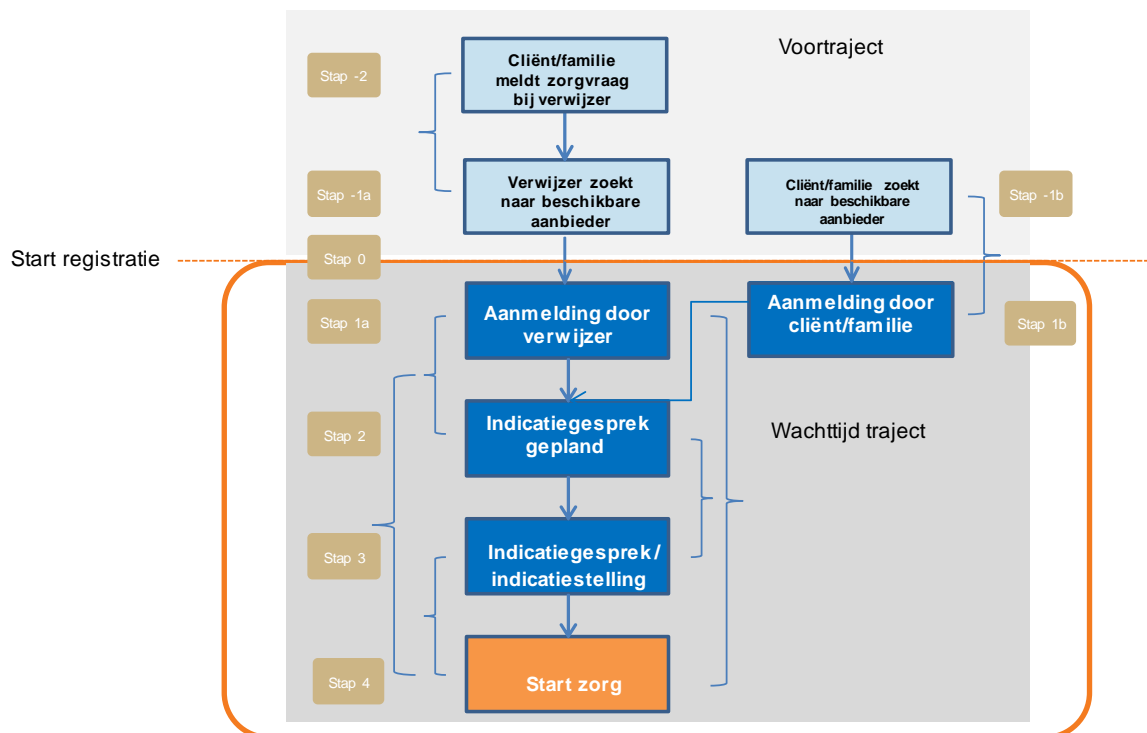 Voortraject
Stap -2
Cliënt/familie
meldt zorgvraag
bij verwijzer
Stap -1a
Verwijzer zoekt
naar beschikbare
aanbieder
Cliënt/familie zoekt
naar beschikbare
aanbieder
Stap -1b
Start registratie
Stap 0
Stap 1a
Aanmelding door
verwijzer
Aanmelding door
cliënt/familie
Stap 1b
Stap 2
Indicatiegesprek
gepland
Wachttijd traject
Stap 3
Indicatiegesprek/
indicatiestelling
Stap 4
Start zorg